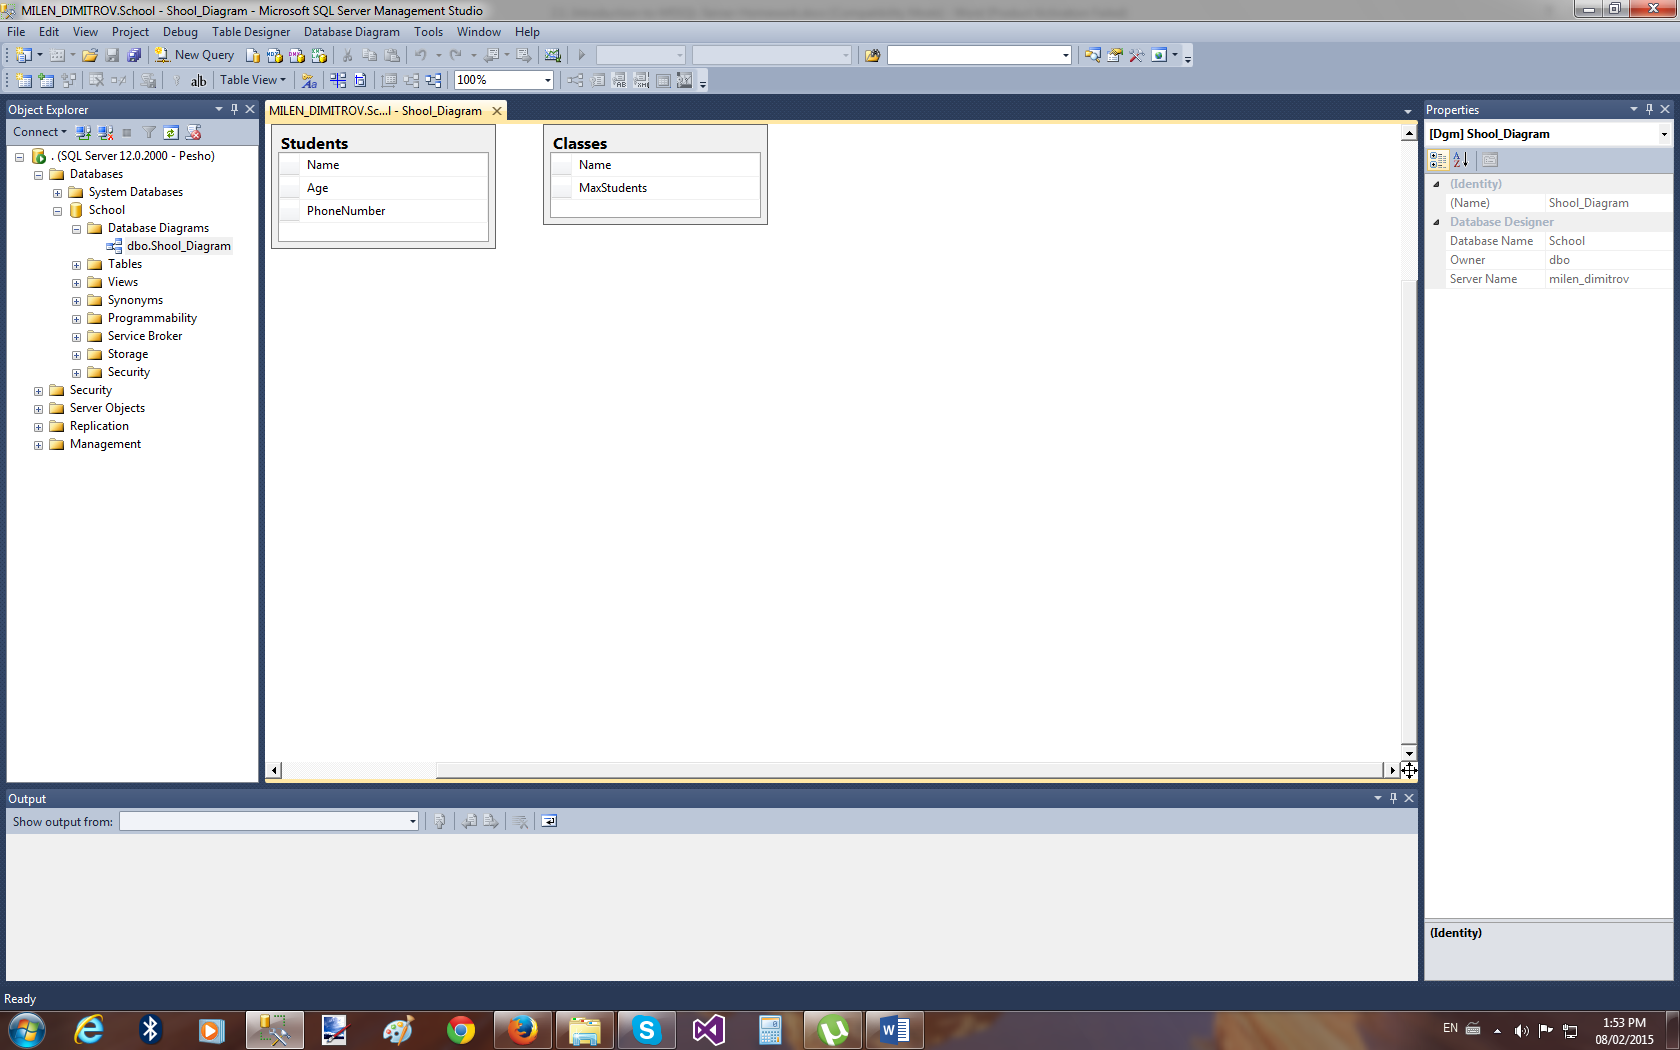 MILEN_DIMITROV.School - Shool_Diagram - Microsoft SQL Server Management Studio
File Edit View Project Debug Table Designer Database Diagram Tools Window Help
New Query
Table View 100%
Object Explorer
Connect
. (SQL Server 12.0.2000 - Pesho)
Databases
System Databases
School
Database Diagrams
dbo.Shool_Diagram
Tables
Views
Synonyms
Programmability
Service Broker
Storage
Security
Security
Server Objects
Replication
Management
MILEN_DIMITROV.Sc...l - Shool_Diagram
Students
Name
Age
PhoneNumber
Classes
Name
MaxStudents
Properties
[Dgm] Shool_Diagram
(Identity)
(Name) Shool_Diagram
Database Designer
Database Name School
Owner dbo
Server Name milen_dimitrov
(Identity)
Output
Show output from:
Ready
EN
1:53 PM
08/02/2015